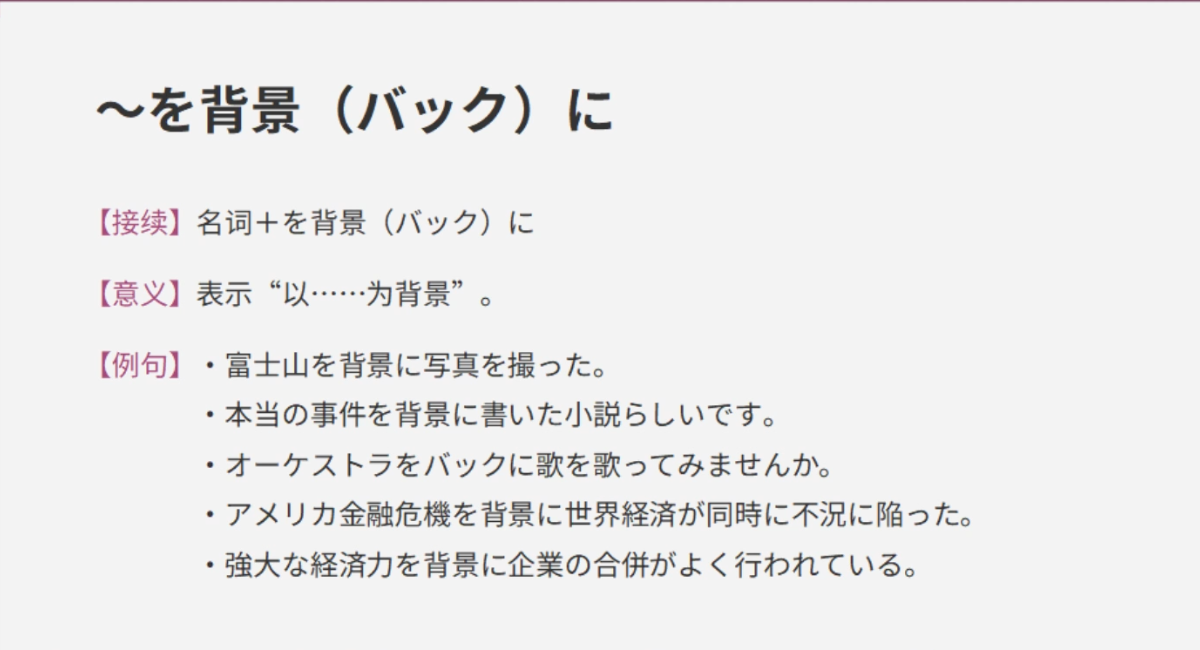 ～を背景（バック）に
【接续】名词＋を背景（バック）に
【意义】表示“以……为背景”。
【例句】・富士山を背景に写真を撮った。
・本当の事件を背景に書いた小説らしいです。
・オーケストラをバックに歌を歌ってみませんか。
・アメリカ金融危機を背景に世界経済が同時に不況に陥った。
・強大な経済力を背景に企業の合併がよく行われている。